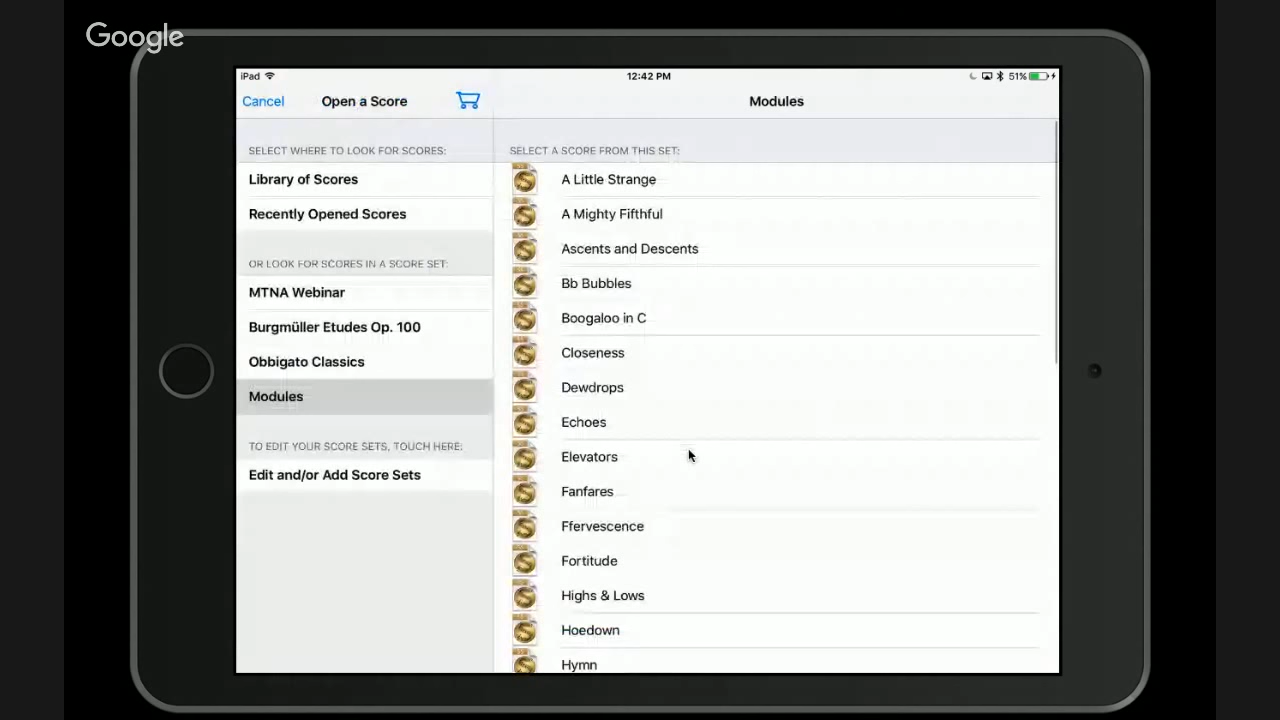 Google
iPad
12:42 PM
51%
Cancel
Open a Score
Modules
SELECT WHERE TO LOOK FOR SCORES:
Library of Scores
Recently Opened Scores
OR LOOK FOR SCORES IN A SCORE SET:
MTNA Webinar
Burgmüller Etudes Op. 100
Obbigato Classics
Modules
TO EDIT YOUR SCORE SETS, TOUCH HERE:
Edit and/or Add Score Sets
SELECT A SCORE FROM THIS SET:
A Little Strange
A Mighty Fifthful
Ascents and Descents
Bb Bubbles
Boogaloo in C
Closeness
Dewdrops
Echoes
Elevators
Fanfares
Ffervescence
Fortitude
Highs & Lows
Hoedown
Hymn